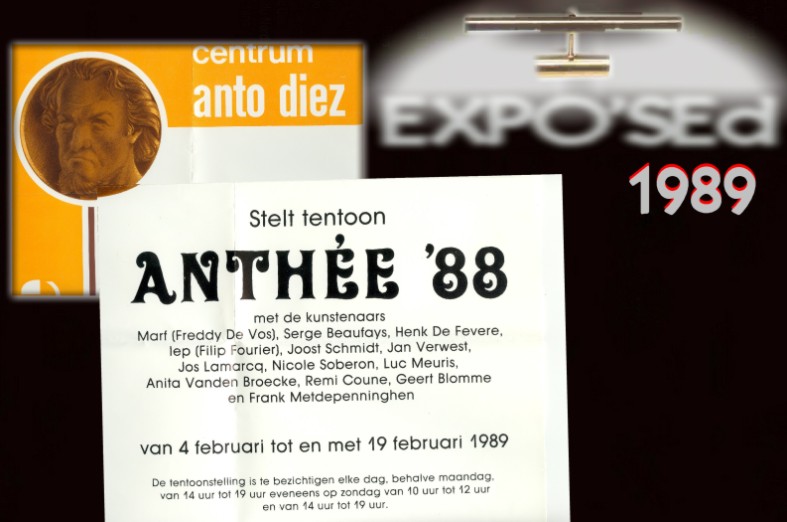 centrum
anto diez
EXPO'SEd
1989
Stelt tentoon
ANTHÉE '88
met de kunstenaars
Marf (Freddy De Vos), Serge Beaufays, Henk De Fevere,
Iep (Filip Fourier), Joost Schmidt, Jan Verwest,
Jos Lamarcq, Nicole Soberon, Luc Meuris,
Anita Vanden Broecke, Remi Coune, Geert Blomme
en Frank Metdepenninghen
van 4 februari tot en met 19 februari 1989
De tentoonstelling is te bezichtigen elke dag, behalve maandag,
van 14 uur tot 19 uur eveneens op zondag van 10 uur tot 12 uur
en van 14 uur tot 19 uur.